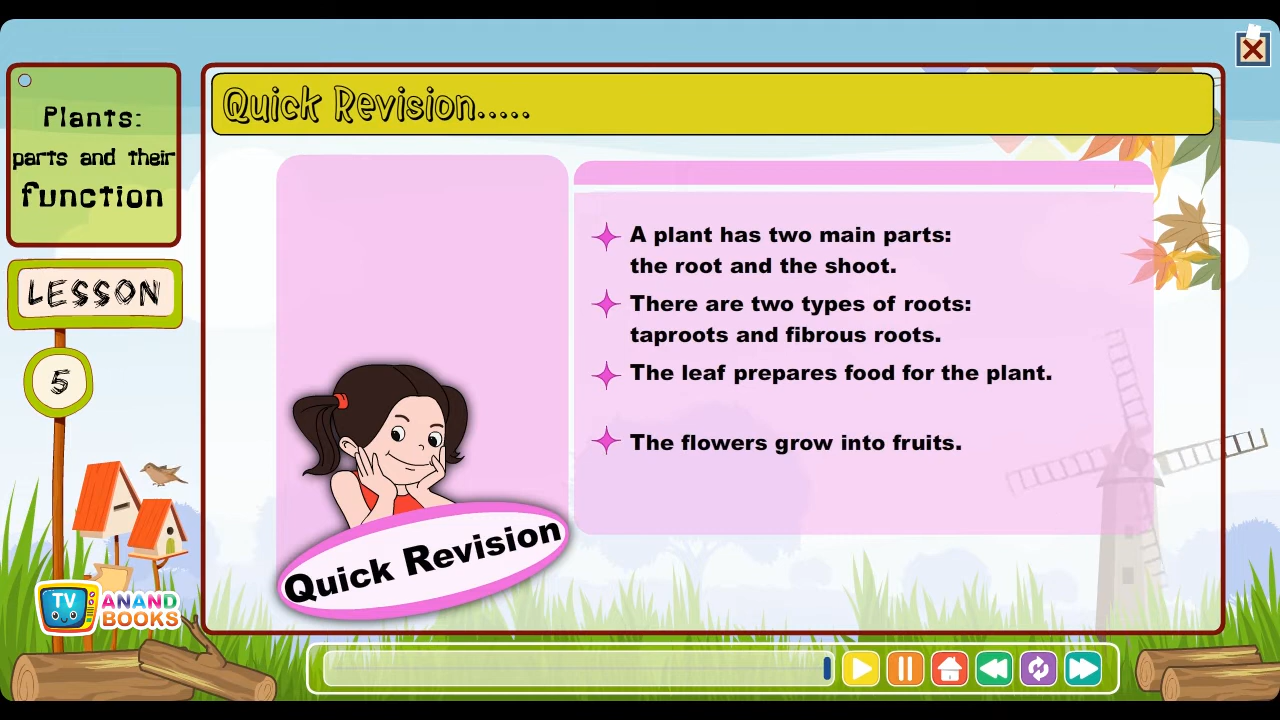 Quick Revision.....
Plants:
parts and their
function
LESSON
5
A plant has two main parts:
the root and the shoot.
There are two types of roots:
taproots and fibrous roots.
The leaf prepares food for the plant.
The flowers grow into fruits.
Quick Revision
TV
ANAND
BOOKS